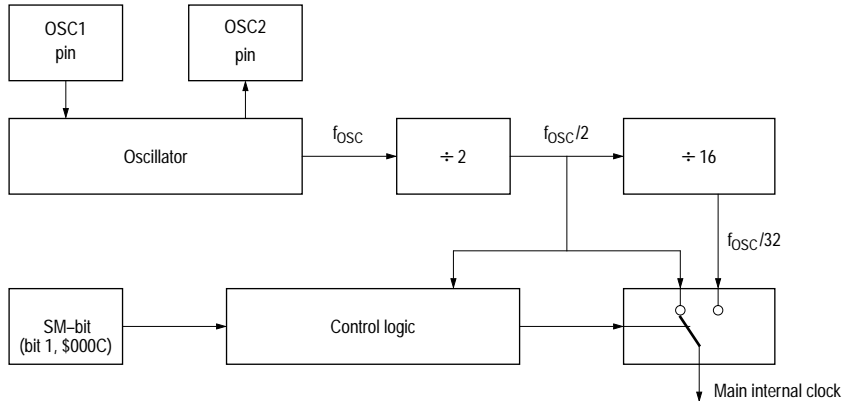 OSC1
pin
OSC2
pin
Oscillator
fOSC
÷ 2
fOSC/2
÷ 16
fOSC/32
SM–bit
(bit 1, $000C)
Control logic
Main internal clock